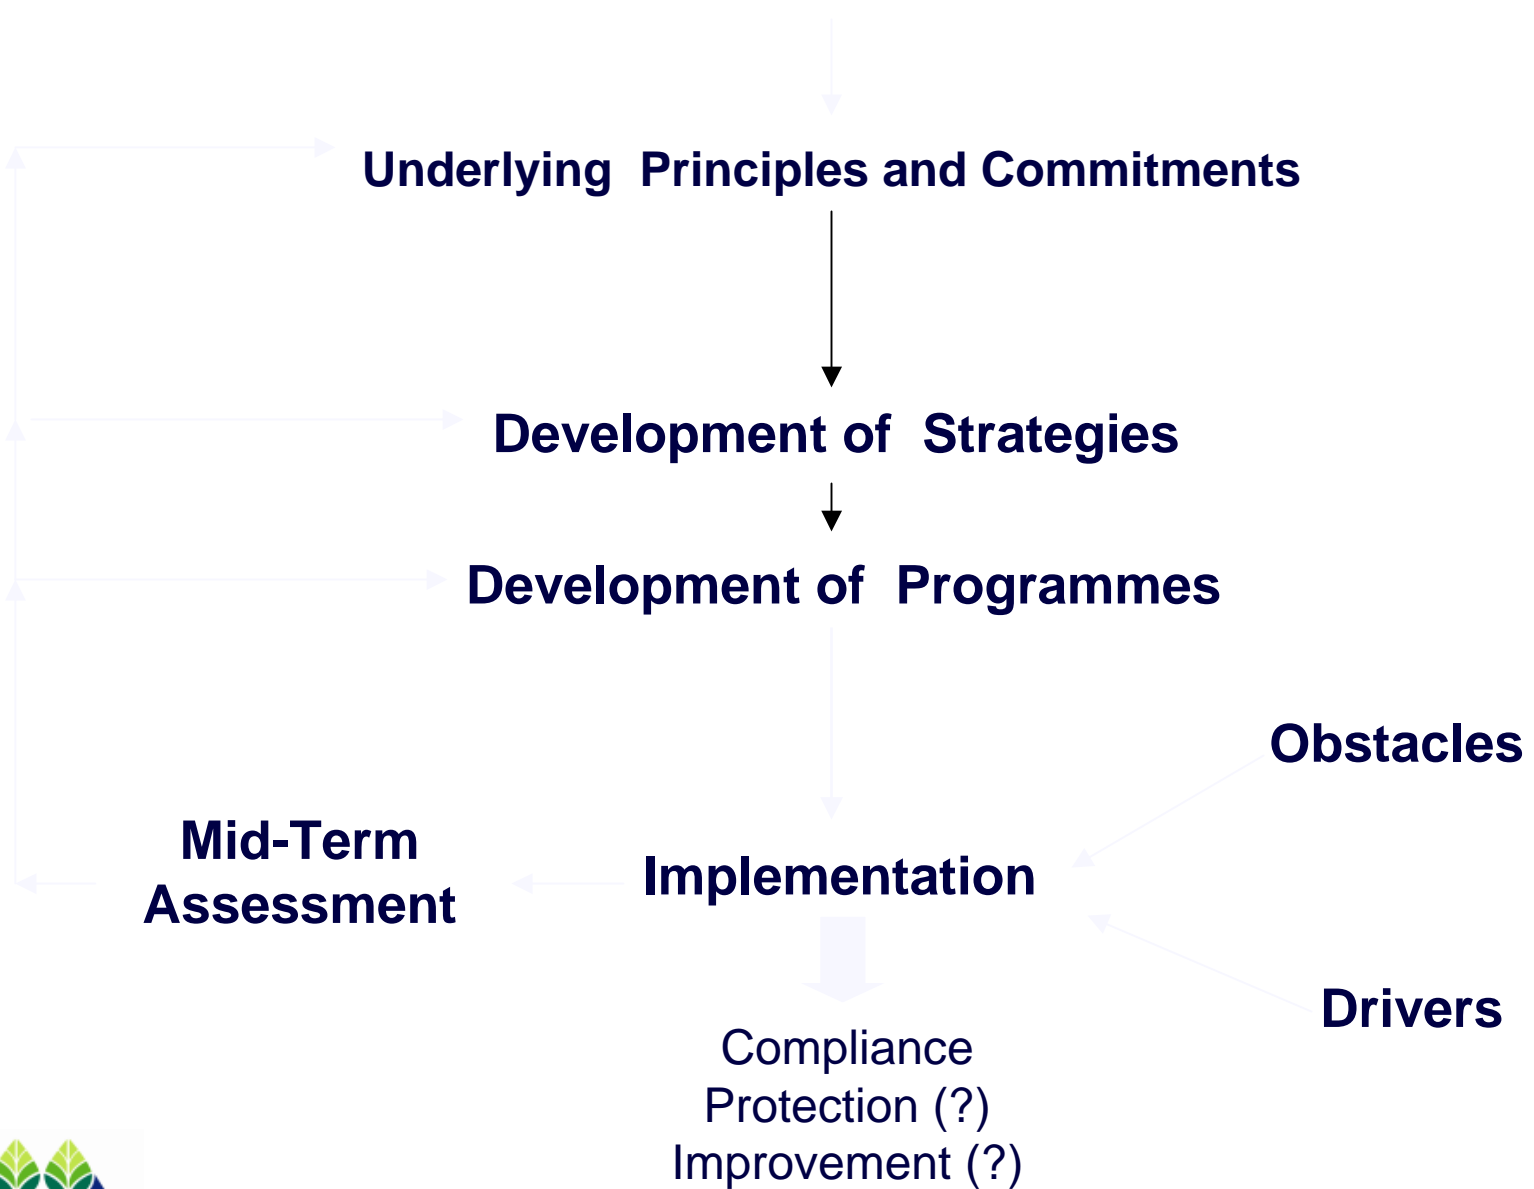 Underlying  Principles and Commitments
Development of  Strategies
Development of  Programmes
Obstacles
Mid-Term
Assessment
Implementation
Drivers
Compliance
Protection (?)
Improvement (?)